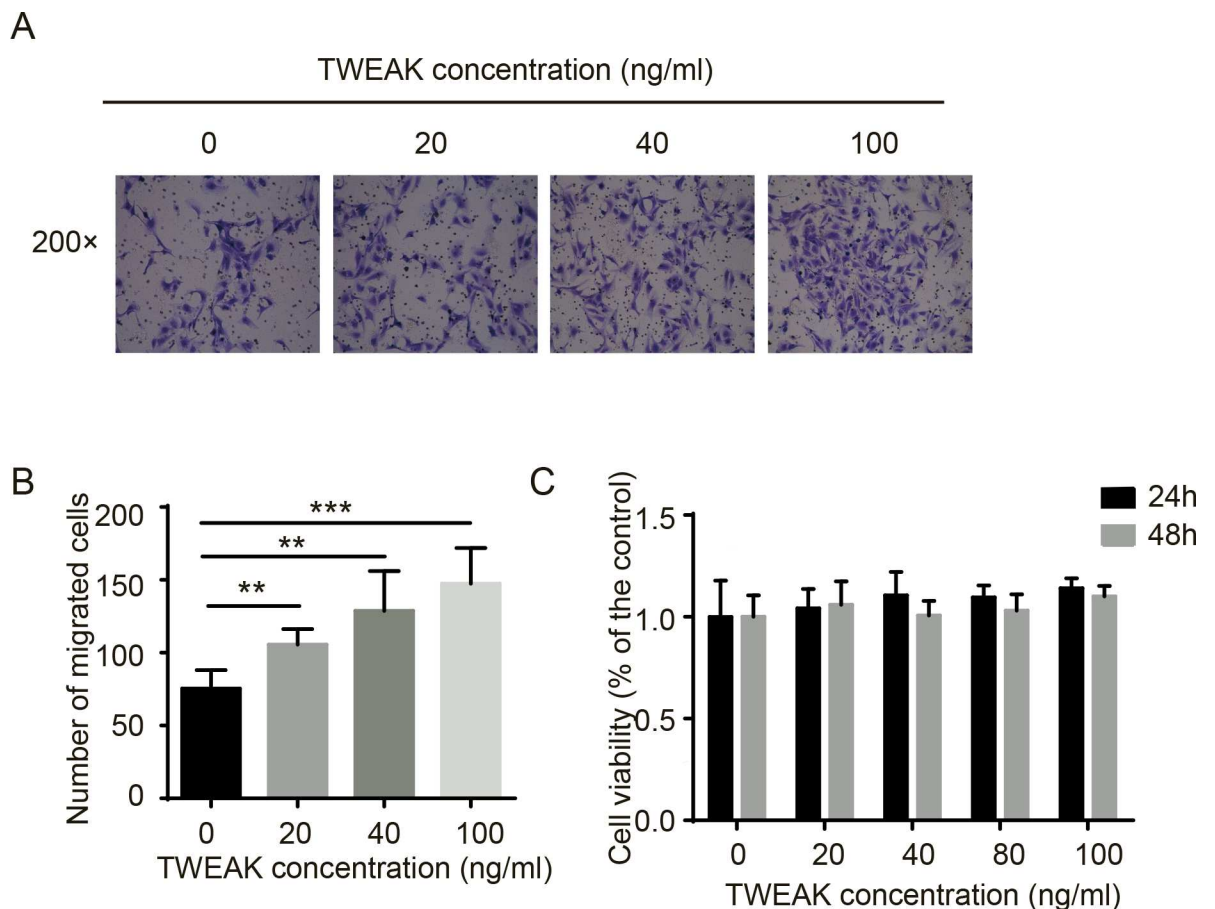 A
TWEAK concentration (ng/ml)
0 20 40 100
200×
B
Number of migrated cells
200
150
100
50
0
***
**
**
0 20 40 100
TWEAK concentration (ng/ml)
C
Cell viability (% of the control)
1.5
1.0
0.5
0.0
24h
48h
0 20 40 80 100
TWEAK concentration (ng/ml)